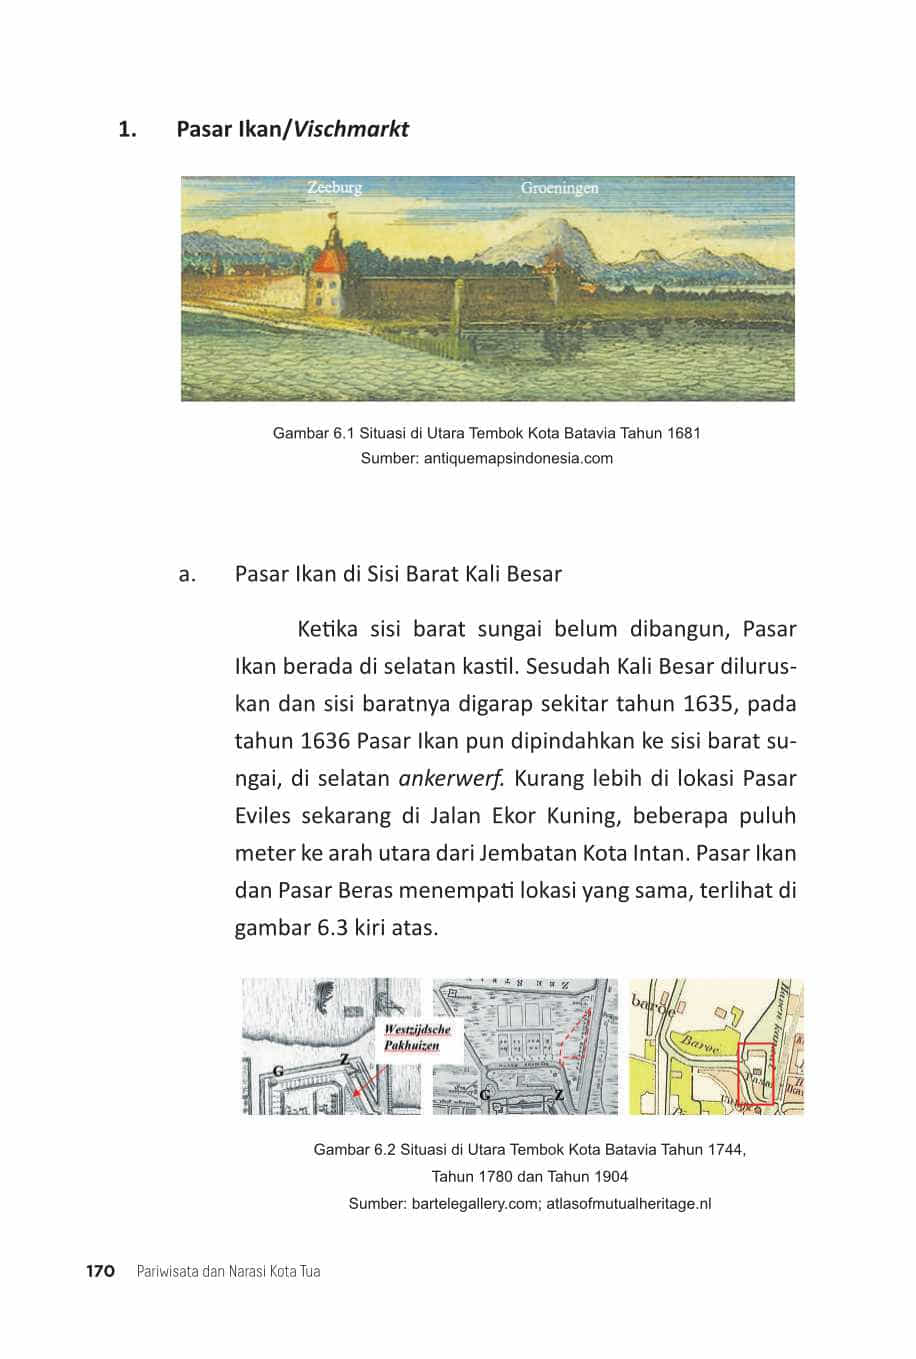 1. Pasar Ikan/Vischmarkt
Zeeburg Groeningen
Gambar 6.1 Situasi di Utara Tembok Kota Batavia Tahun 1681
Sumber: antiquemapsindonesia.com
a. Pasar Ikan di Sisi Barat Kali Besar
Ketika sisi barat sungai belum dibangun, Pasar
Ikan berada di selatan kastil. Sesudah Kali Besar dilurus-
kan dan sisi baratnya digarap sekitar tahun 1635, pada
tahun 1636 Pasar Ikan pun dipindahkan ke sisi barat su-
ngai, di selatan ankerwerf. Kurang lebih di lokasi Pasar
Eviles sekarang di Jalan Ekor Kuning, beberapa puluh
meter ke arah utara dari Jembatan Kota Intan. Pasar Ikan
dan Pasar Beras menempati lokasi yang sama, terlihat di
gambar 6.3 kiri atas.
Westzijdsche
Pakhuizen
G Z
G Z
baroe
Baroe
Pasar
Gambar 6.2 Situasi di Utara Tembok Kota Batavia Tahun 1744,
Tahun 1780 dan Tahun 1904
Sumber: bartelegallery.com; atlasofmutualheritage.nl
170 Pariwisata dan Narasi Kota Tua